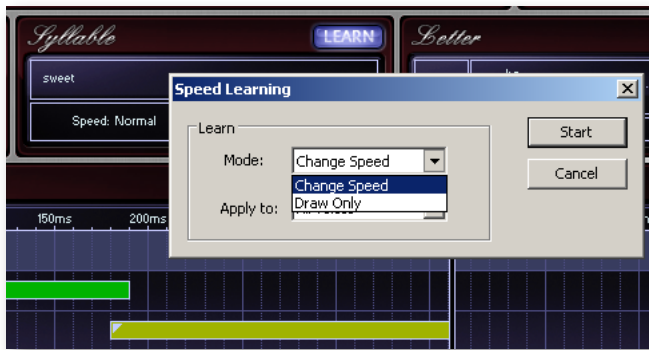 Syllable LEARN Letter
sweet
Speed Learning
Speed: Normal
Learn
Start
Mode: Change Speed
Cancel
Change Speed
Apply to: Draw Only
150ms 200ms